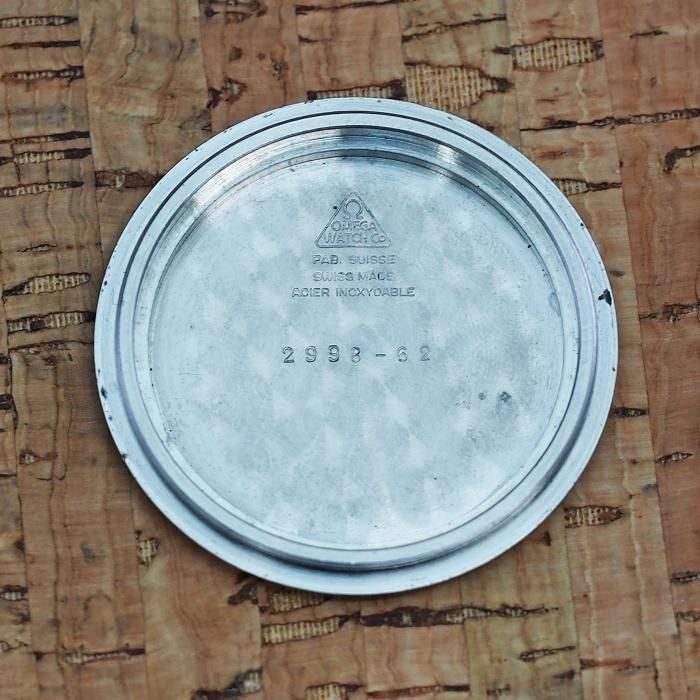 Ω
OMEGA
WATCH Co
FAB. SUISSE
SWISS MADE
ACIER INOXYDABLE
2998-62